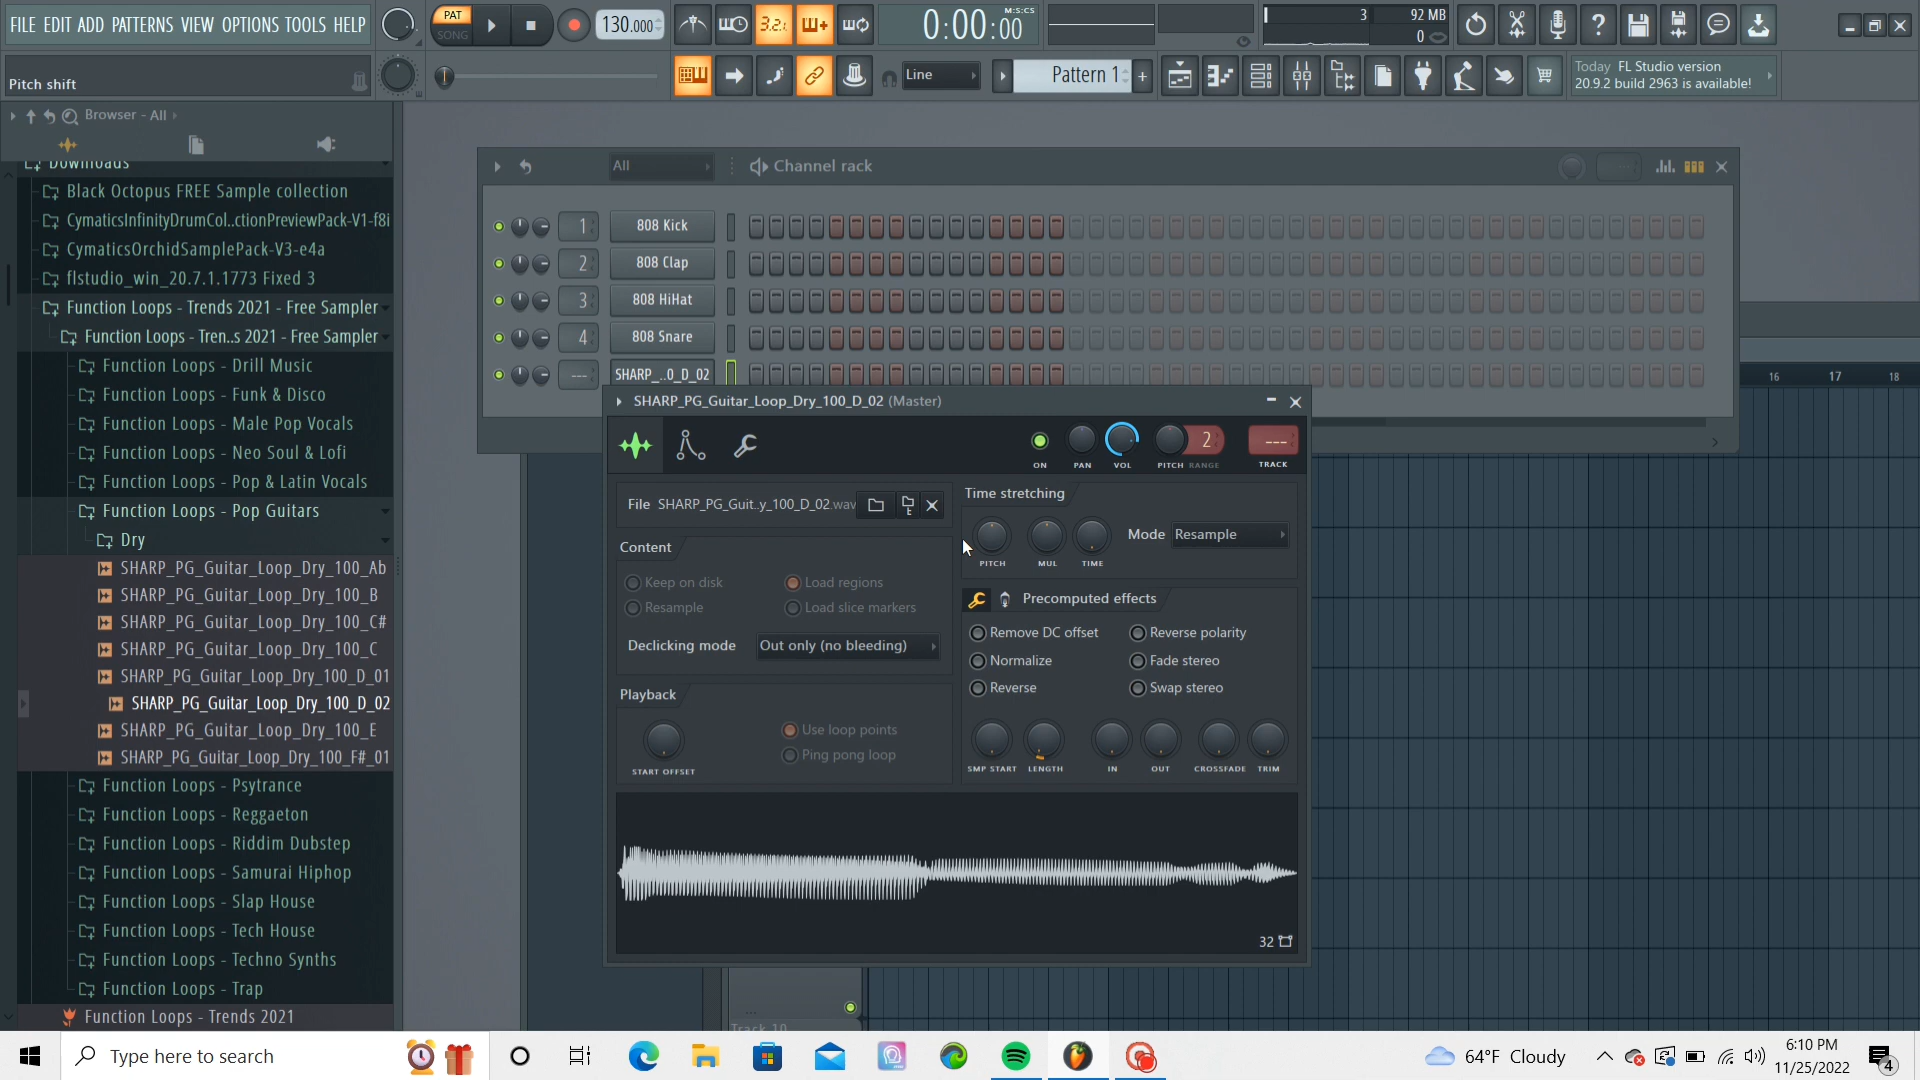 FILE EDIT ADD PATTERNS VIEW OPTIONS TOOLS HELP
PAT
SONG
130.000
3.2.
0:00:00
M:S:CS
3
92 MB
0
Pitch shift
Line
Pattern 1
+
Today FL Studio version
20.9.2 build 2963 is available!
Browser - All
Downloads
Black Octopus FREE Sample collection
CymaticsInfinityDrumCol..ctionPreviewPack-V1-f8i
CymaticsOrchidSamplePack-V3-e4a
flstudio_win_20.7.1.1773 Fixed 3
Function Loops - Trends 2021 - Free Sampler
Function Loops - Tren..s 2021 - Free Sampler
Function Loops - Drill Music
Function Loops - Funk & Disco
Function Loops - Male Pop Vocals
Function Loops - Neo Soul & Lofi
Function Loops - Pop & Latin Vocals
Function Loops - Pop Guitars
Dry
SHARP_PG_Guitar_Loop_Dry_100_Ab
SHARP_PG_Guitar_Loop_Dry_100_B
SHARP_PG_Guitar_Loop_Dry_100_C#
SHARP_PG_Guitar_Loop_Dry_100_C
SHARP_PG_Guitar_Loop_Dry_100_D_01
SHARP_PG_Guitar_Loop_Dry_100_D_02
SHARP_PG_Guitar_Loop_Dry_100_E
SHARP_PG_Guitar_Loop_Dry_100_F#_01
Function Loops - Psytrance
Function Loops - Reggaeton
Function Loops - Riddim Dubstep
Function Loops - Samurai Hiphop
Function Loops - Slap House
Function Loops - Tech House
Function Loops - Techno Synths
Function Loops - Trap
Function Loops - Trends 2021
All
Channel rack
1 808 Kick
2 808 Clap
3 808 HiHat
4 808 Snare
--- SHARP_..0_D_02
16 17 18
SHARP_PG_Guitar_Loop_Dry_100_D_02 (Master)
2
---
ON PAN VOL PITCH RANGE TRACK
File SHARP_PG_Guit..y_100_D_02.wav
Time stretching
PITCH MUL TIME
Mode Resample
Content
Keep on disk
Load regions
Resample
Load slice markers
Declicking mode Out only (no bleeding)
Precomputed effects
Remove DC offset
Reverse polarity
Normalize
Fade stereo
Reverse
Swap stereo
Playback
START OFFSET
Use loop points
Ping pong loop
SMP START LENGTH IN OUT CROSSFADE TRIM
32
Track 10
Type here to search
64°F Cloudy
6:10 PM
11/25/2022
4